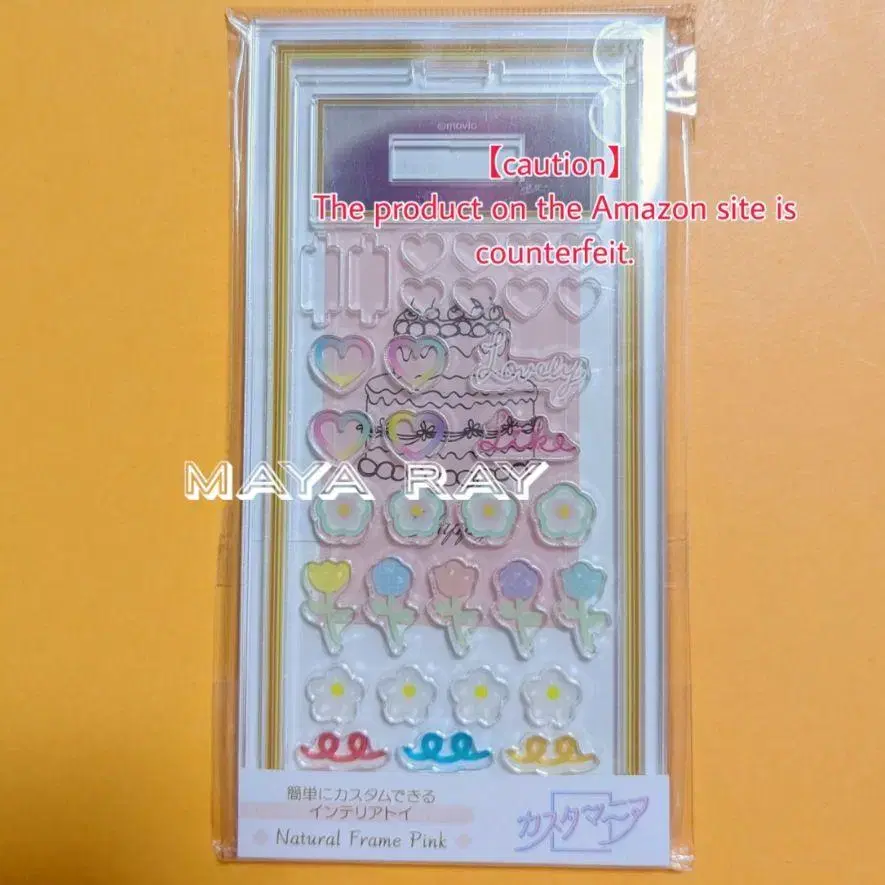 ©movic
【caution】
The product on the Amazon site is
counterfeit.
Lovely
Like
MAYA RAY
簡単にカスタムできる
インテリアトイ
Natural Frame Pink
カスタマニア